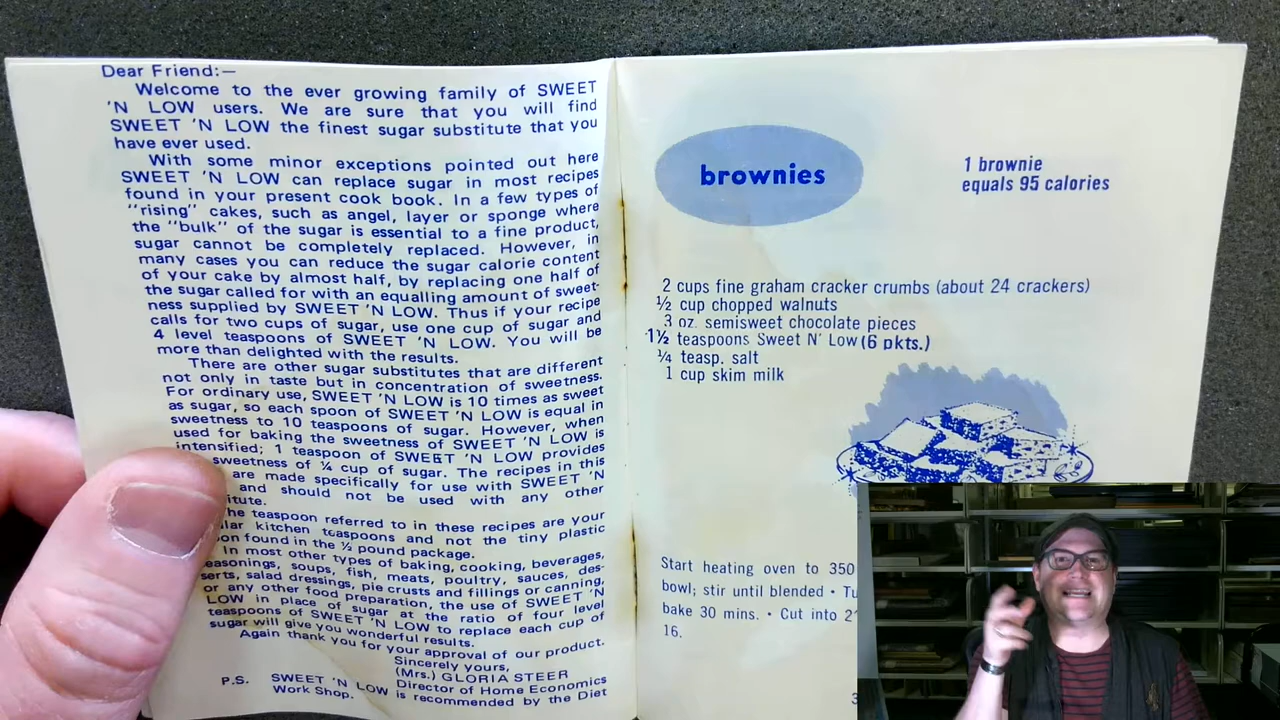 Dear Friend:—
Welcome to the ever growing family of SWEET
'N LOW users. We are sure that you will find
SWEET 'N LOW the finest sugar substitute that you
have ever used.
With some minor exceptions pointed out here
SWEET 'N LOW can replace sugar in most recipes
found in your present cook book. In a few types of
"rising" cakes, such as angel, layer or sponge where
the "bulk" of the sugar is essential to a fine product,
sugar cannot be completely replaced. However, in
many cases you can reduce the sugar calorie content
of your cake by almost half, by replacing one half of
the sugar called for with an equalling amount of sweet-
ness supplied by SWEET 'N LOW. Thus if your recipe
calls for two cups of sugar, use one cup of sugar and
4 level teaspoons of SWEET 'N LOW. You will be
more than delighted with the results.
There are other sugar substitutes that are different
not only in taste but in concentration of sweetness.
For ordinary use, SWEET 'N LOW is 10 times as sweet
as sugar, so each spoon of SWEET 'N LOW is equal in
sweetness to 10 teaspoons of sugar. However, when
used for baking the sweetness of SWEET 'N LOW is
intensified; 1 teaspoon of SWEET 'N LOW provides
sweetness of ¼ cup of sugar. The recipes in this
are made specifically for use with SWEET 'N
and should not be used with any other
itute.
he teaspoon referred to in these recipes are your
lar kitchen teaspoons and not the tiny plastic
on found in the ½ pound package.
In most other types of baking, cooking, beverages,
easonings, soups, fish, meats, poultry, sauces, des-
serts, salad dressings, pie crusts and fillings or canning,
or any other food preparation, the use of SWEET 'N
LOW in place of sugar a the ratio of four level
teaspoons of SWEET 'N LOW to replace each cup of
sugar will give you wonderful results.
Again thank you for your approval of our product.
Sincerely yours,
(Mrs.) GLORIA STEER
Director of Home Economics
P.S. SWEET 'N LOW is recommended by the Diet
Work Shop.
brownies
1 brownie
equals 95 calories
2 cups fine graham cracker crumbs (about 24 crackers)
½ cup chopped walnuts
3 oz. semisweet chocolate pieces
1½ teaspoons Sweet N' Low (6 pkts.)
¼ teasp. salt
1 cup skim milk
Start heating oven to 350
bowl; stir until blended • Tu
bake 30 mins. • Cut into 2"
16.
3